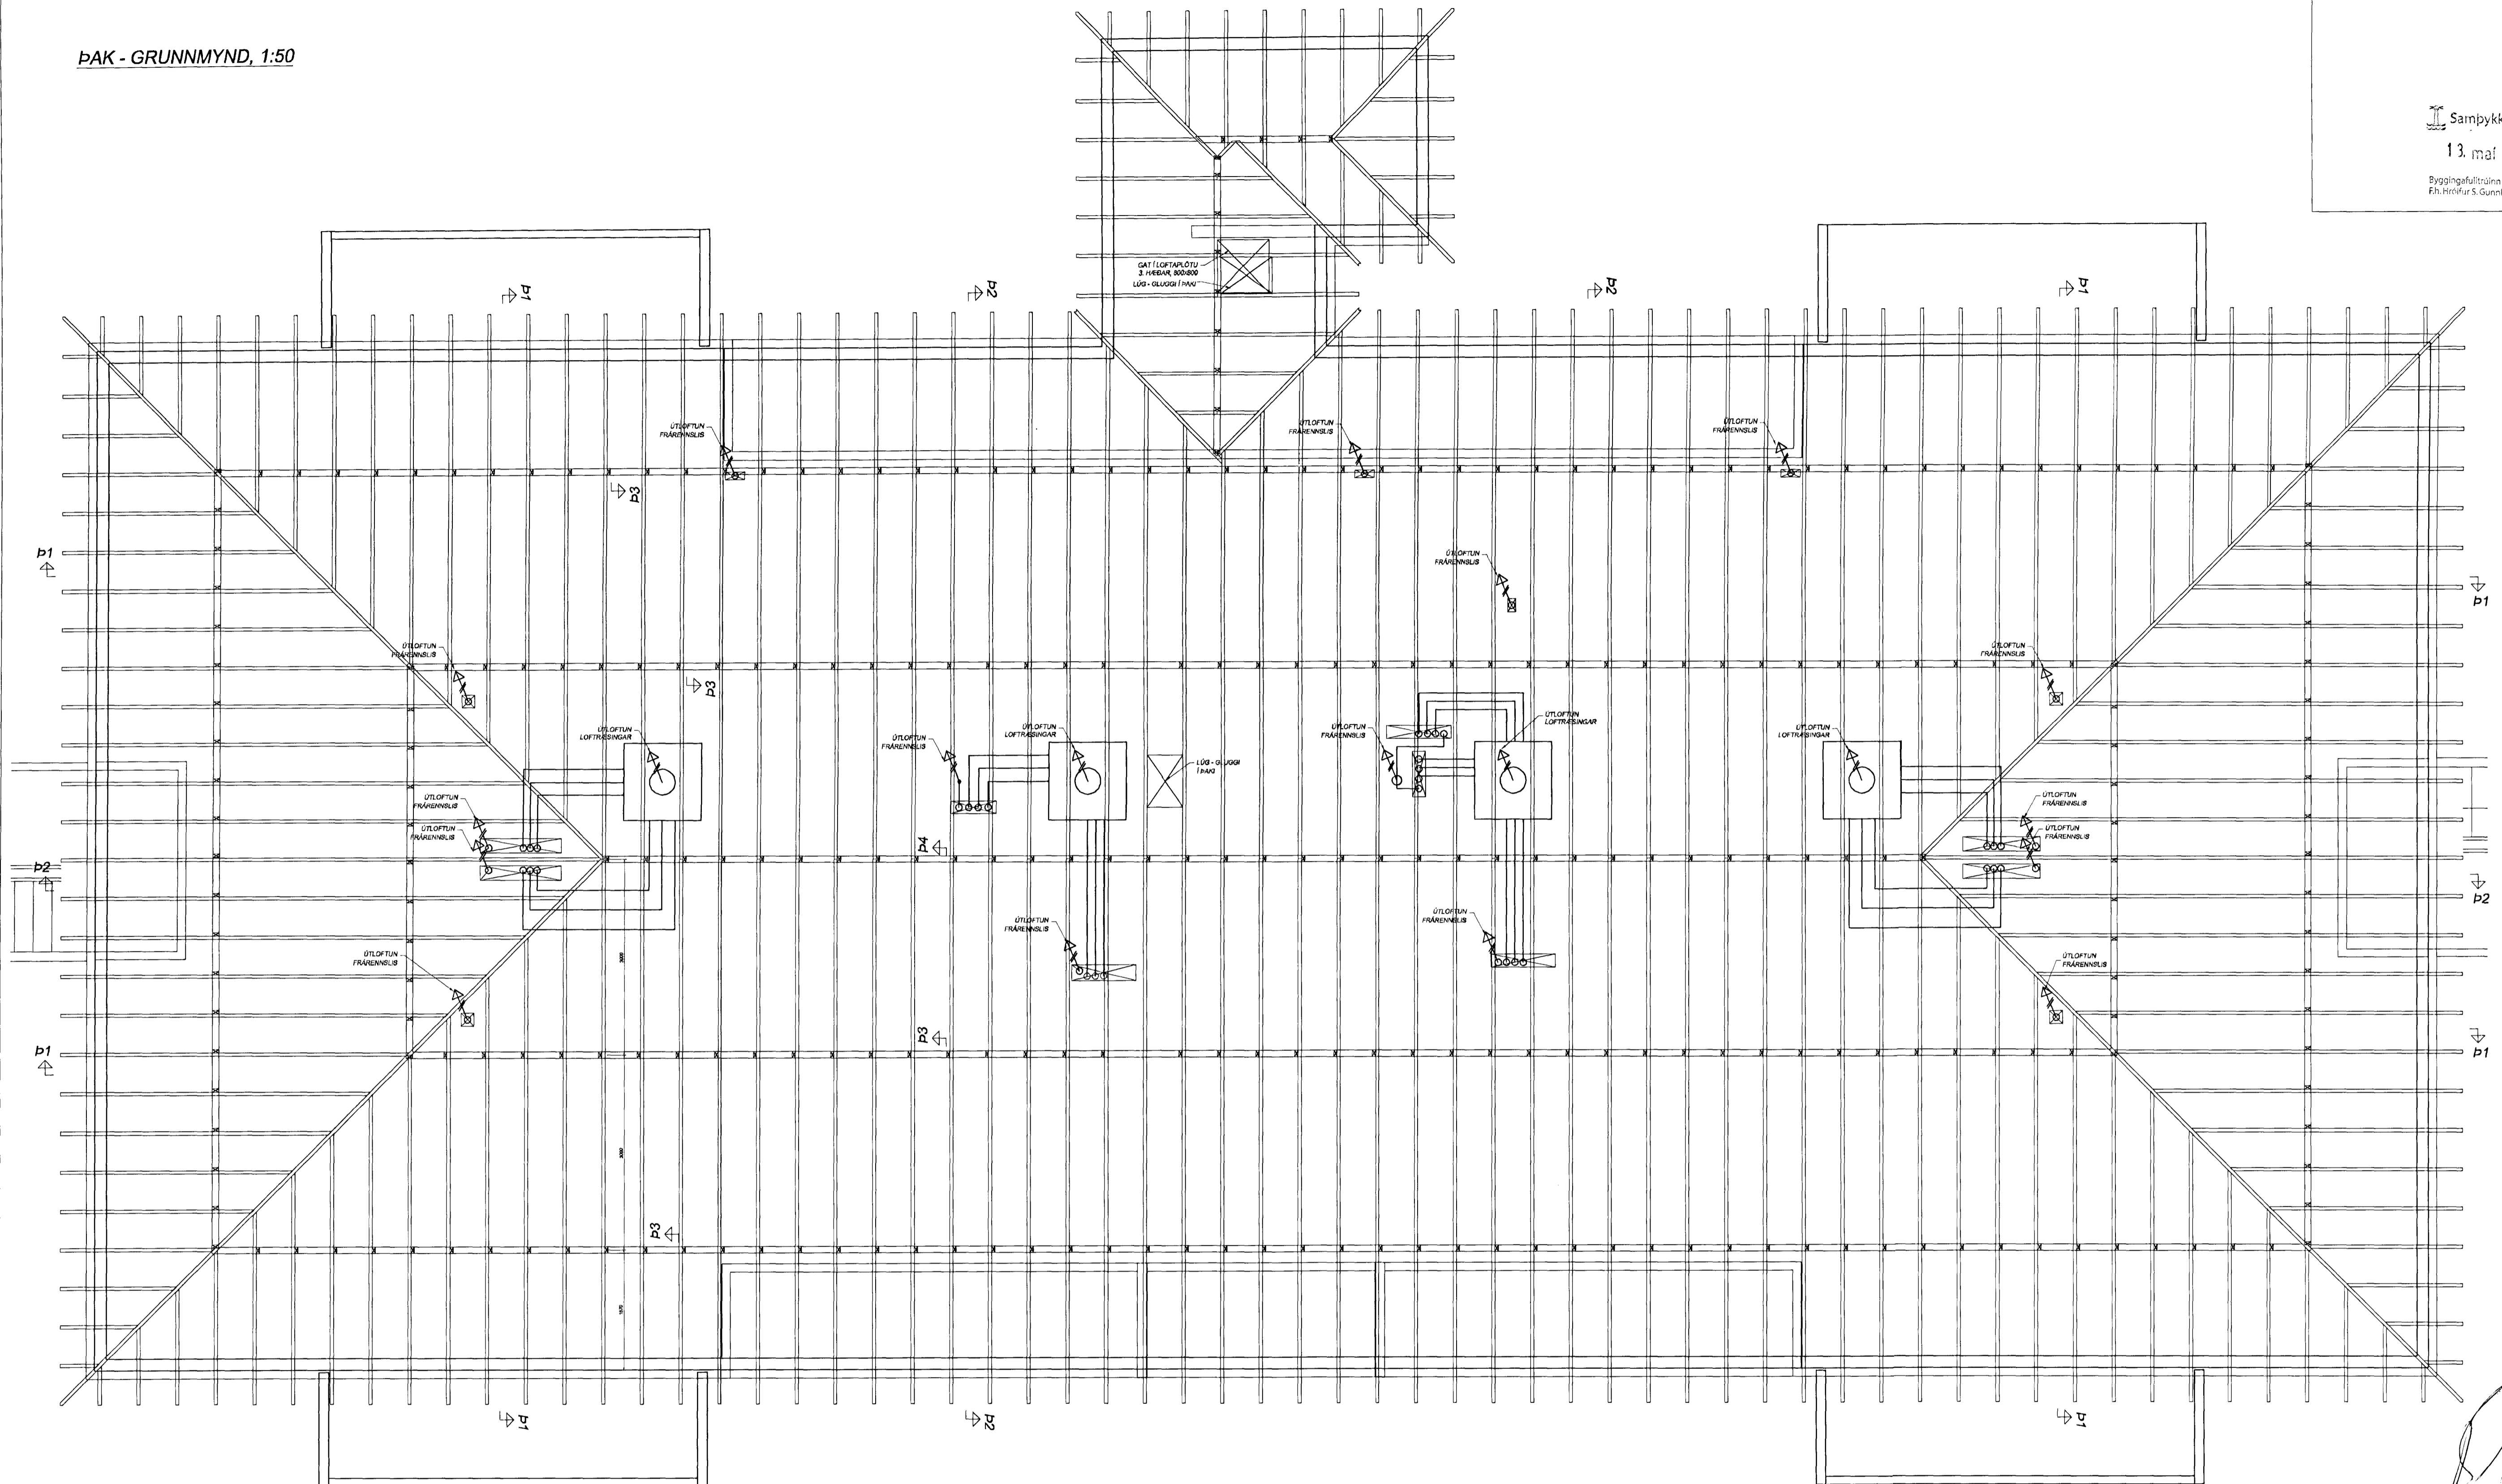 ÞAK - GRUNNMYND, 1:50
Samþykk
13. maí
Byggingafulltrúinn
F.h. Hrólfur S. Gunnl
GAT Í LOFTAPLÖTU
3. HÆÐAR, 800x800
LÚG - GLUGGI Í ÞAKI
Þ1
Þ2
Þ2
Þ1
ÚTLOFTUN
FRÁRENNSLIS
ÚTLOFTUN
FRÁRENNSLIS
ÚTLOFTUN
FRÁRENNSLIS
Þ3
Þ1
ÚTLOFTUN
FRÁRENNSLIS
Þ1
ÚTLOFTUN
FRÁRENNSLIS
ÚTLOFTUN
FRÁRENNSLIS
Þ3
ÚTLOFTUN
LOFTRÆSINGAR
ÚTLOFTUN
FRÁRENNSLIS
ÚTLOFTUN
LOFTRÆSINGAR
LÚG - GLUGGI
Í ÞAKI
ÚTLOFTUN
FRÁRENNSLIS
ÚTLOFTUN
LOFTRÆSINGAR
ÚTLOFTUN
LOFTRÆSINGAR
ÚTLOFTUN
FRÁRENNSLIS
ÚTLOFTUN
FRÁRENNSLIS
ÚTLOFTUN
FRÁRENNSLIS
ÚTLOFTUN
FRÁRENNSLIS
Þ4
Þ2
Þ2
ÚTLOFTUN
FRÁRENNSLIS
ÚTLOFTUN
FRÁRENNSLIS
ÚTLOFTUN
FRÁRENNSLIS
ÚTLOFTUN
FRÁRENNSLIS
Þ3
Þ1
Þ1
Þ3
1570
Þ1
Þ2
Þ1